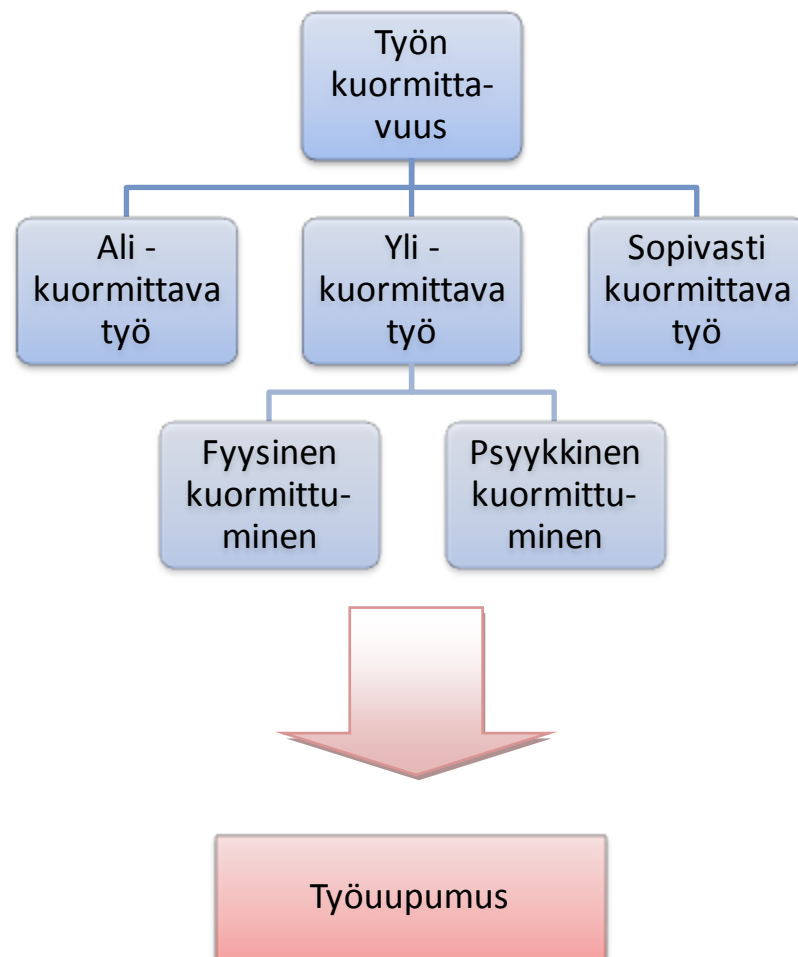 Työn
kuormitta-
vuus
Ali -
kuormittava
työ
Yli -
kuormittava
työ
Sopivasti
kuormittava
työ
Fyysinen
kuormittu-
minen
Psyykkinen
kuormittu-
minen
Työuupumus